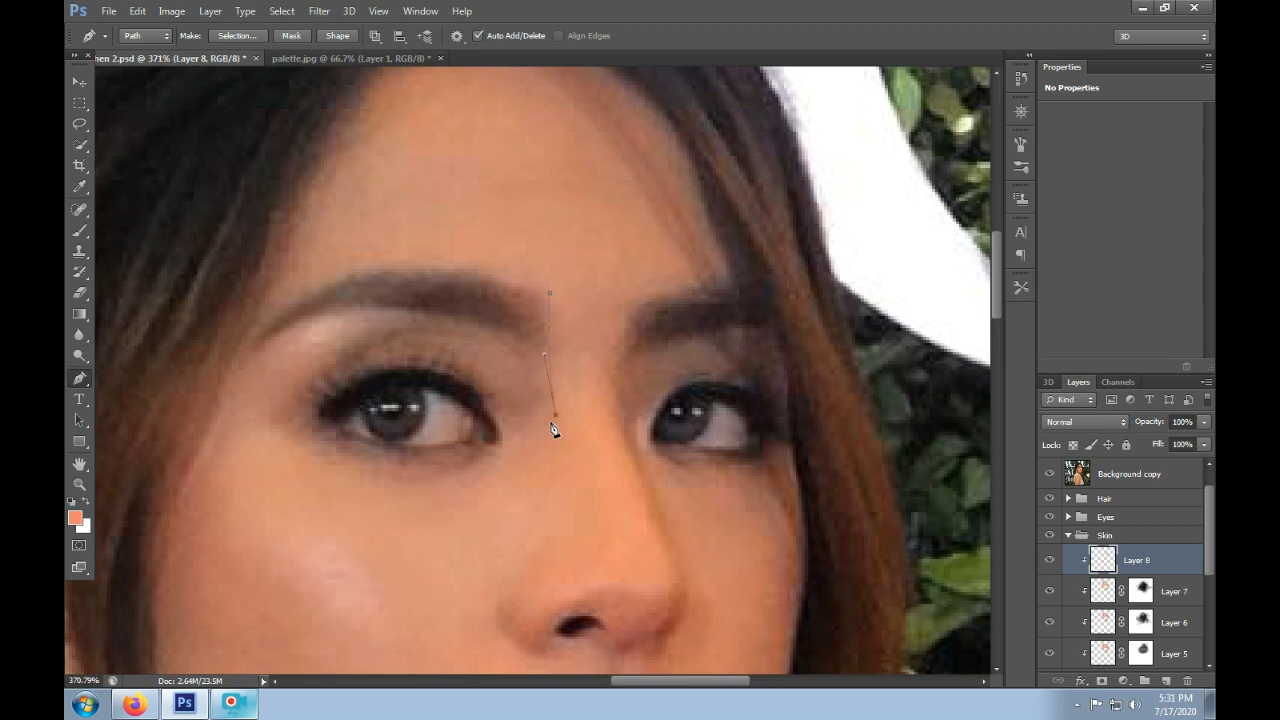 Ps File Edit Image Layer Type Select Filter 3D View Window Help
Path Make: Selection... Mask Shape Auto Add/Delete Align Edges 3D
nen 2.psd @ 371% (Layer 8, RGB/8) * × palette.jpg @ 66.7% (Layer 1, RGB/8) * ×
Properties
No Properties
3D Layers Channels
Kind
Normal Opacity: 100%
Lock: Fill: 100%
Background copy
Hair
Eyes
Skin
Layer 8
Layer 7
Layer 6
Layer 5
370.79% Doc: 2.64M/23.5M
Ps 5:31 PM
7/17/2020